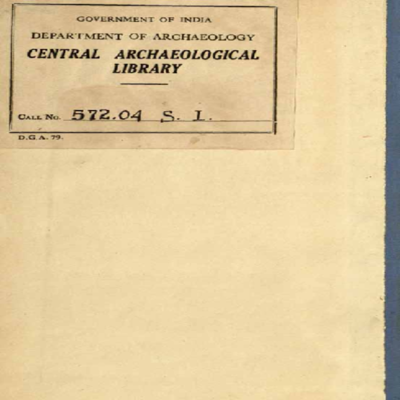 GOVERNMENT OF INDIA
DEPARTMENT OF ARCHAEOLOGY
CENTRAL ARCHAEOLOGICAL
LIBRARY
CALL No. 572.04 S. I.
D.G.A. 79.